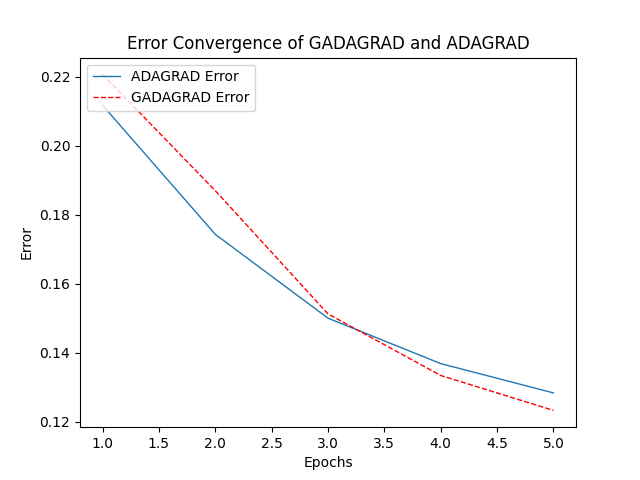 Error Convergence of GADAGRAD and ADAGRAD
ADAGRAD Error
GADAGRAD Error
0.22
0.20
0.18
0.16
0.14
0.12
Error
1.0 1.5 2.0 2.5 3.0 3.5 4.0 4.5 5.0
Epochs